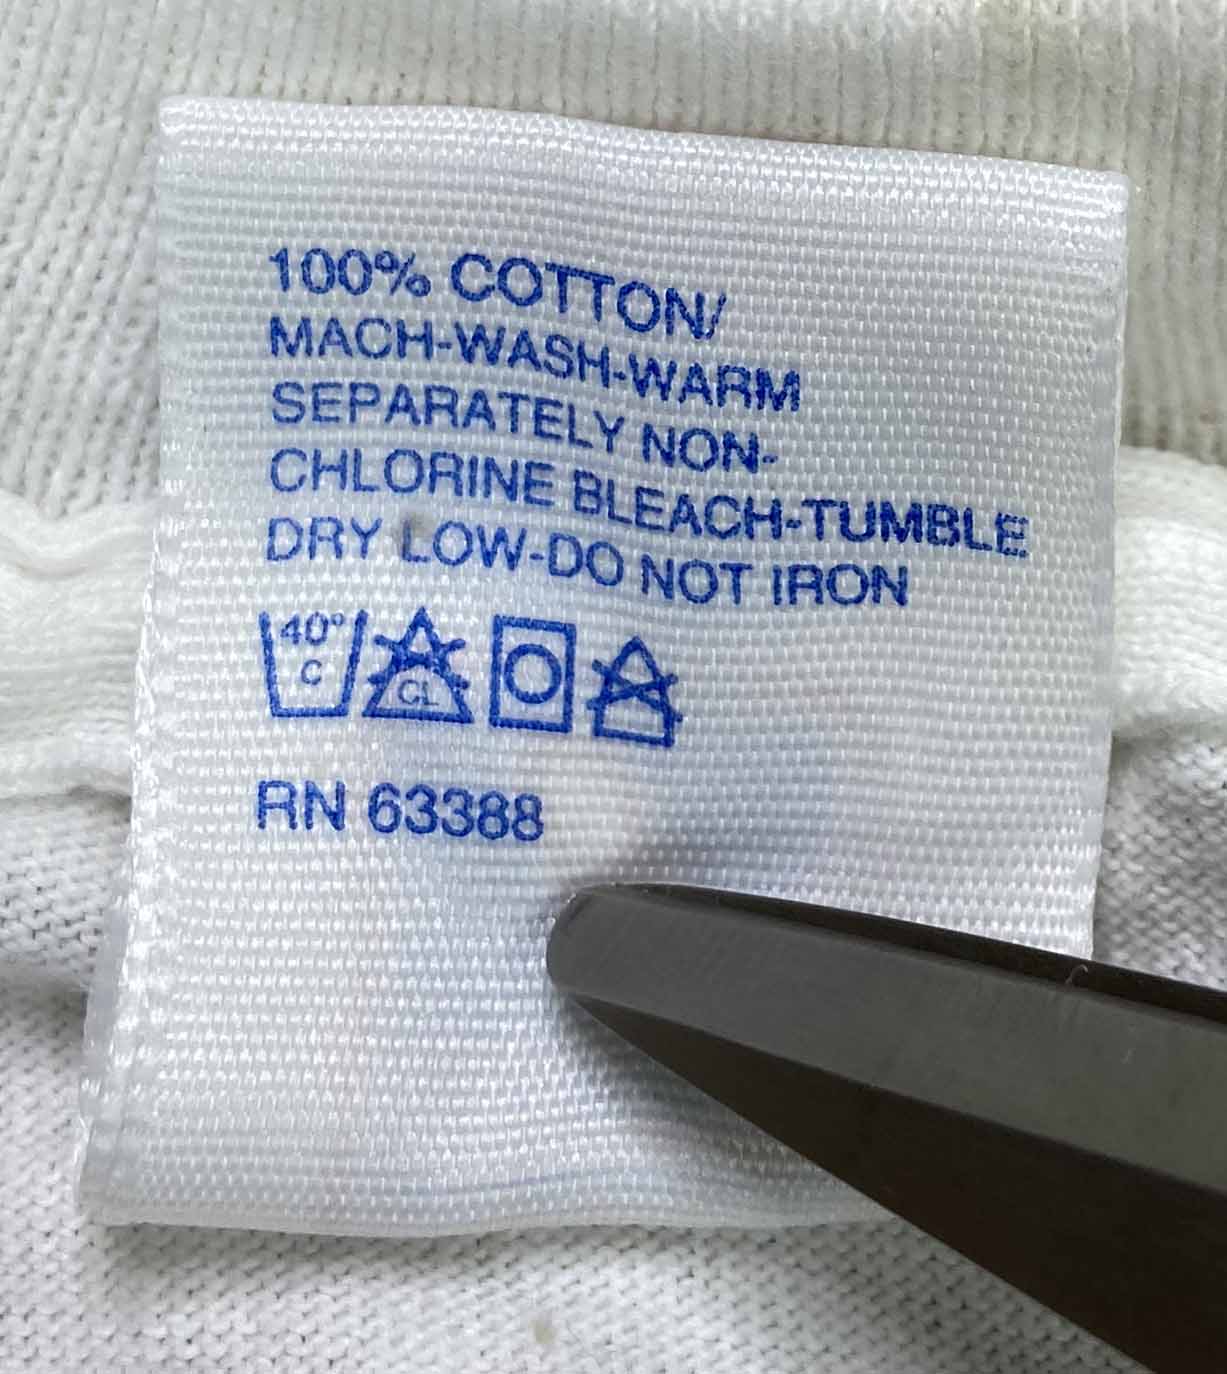 100% COTTON/
MACH-WASH-WARM
SEPARATELY NON-
CHLORINE BLEACH-TUMBLE
DRY LOW-DO NOT IRON
40°
C
CL
RN 63388